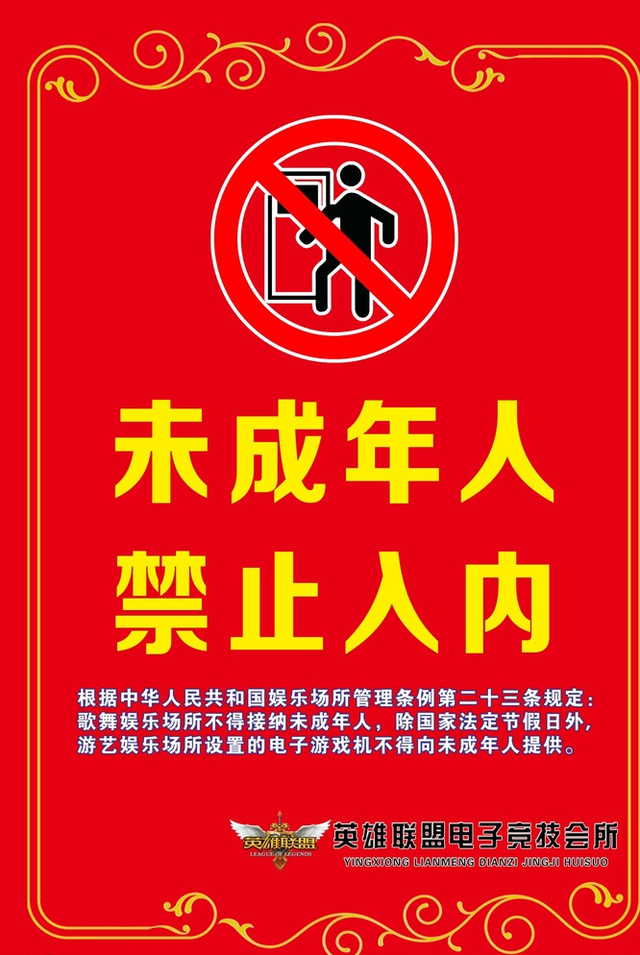 未成年人
禁止入内
根据中华人民共和国娱乐场所管理条例第二十三条规定：
歌舞娱乐场所不得接纳未成年人，除国家法定节假日外，
游艺娱乐场所设置的电子游戏机不得向未成年人提供。
英雄联盟
LEAGUE OF LEGENDS
英雄联盟电子竞技会所
YINGXIONG LIANMENG DIANZI JINGJI HUISUO